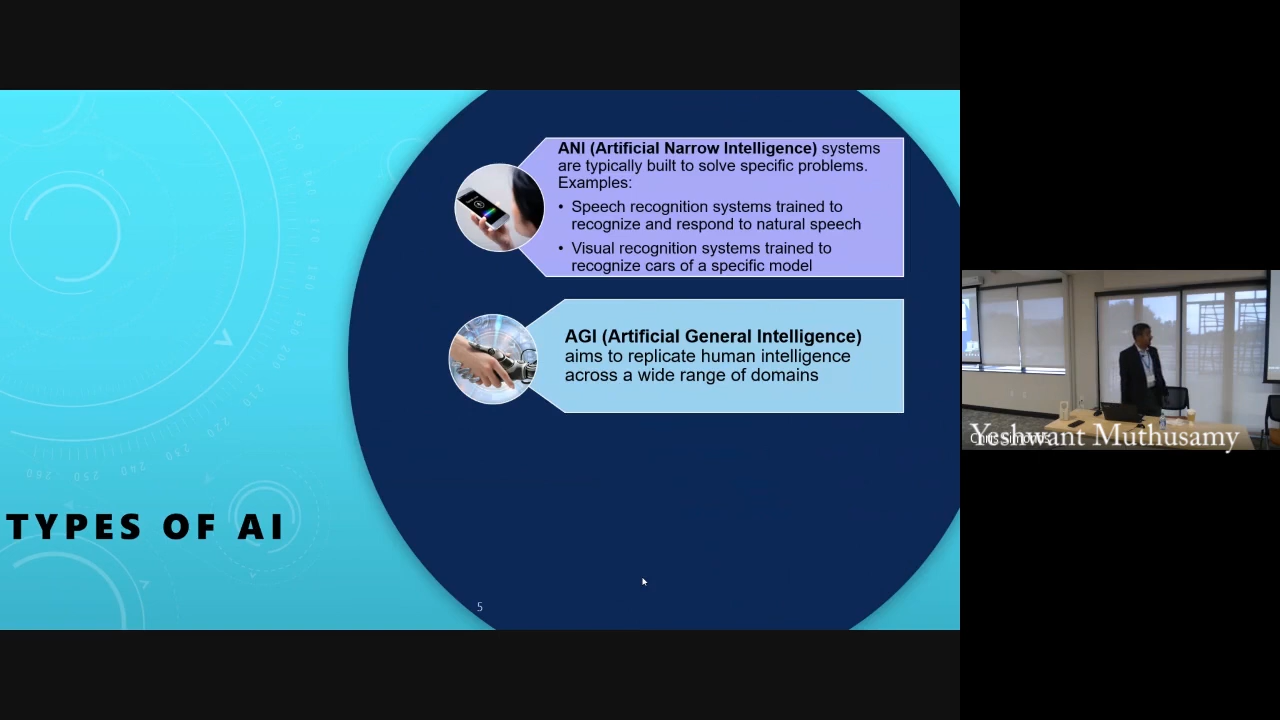 ANI (Artificial Narrow Intelligence) systems
are typically built to solve specific problems.
Examples:
• Speech recognition systems trained to
recognize and respond to natural speech
• Visual recognition systems trained to
recognize cars of a specific model
AGI (Artificial General Intelligence)
aims to replicate human intelligence
across a wide range of domains
TYPES OF AI
5
Yeshwant Muthusamy